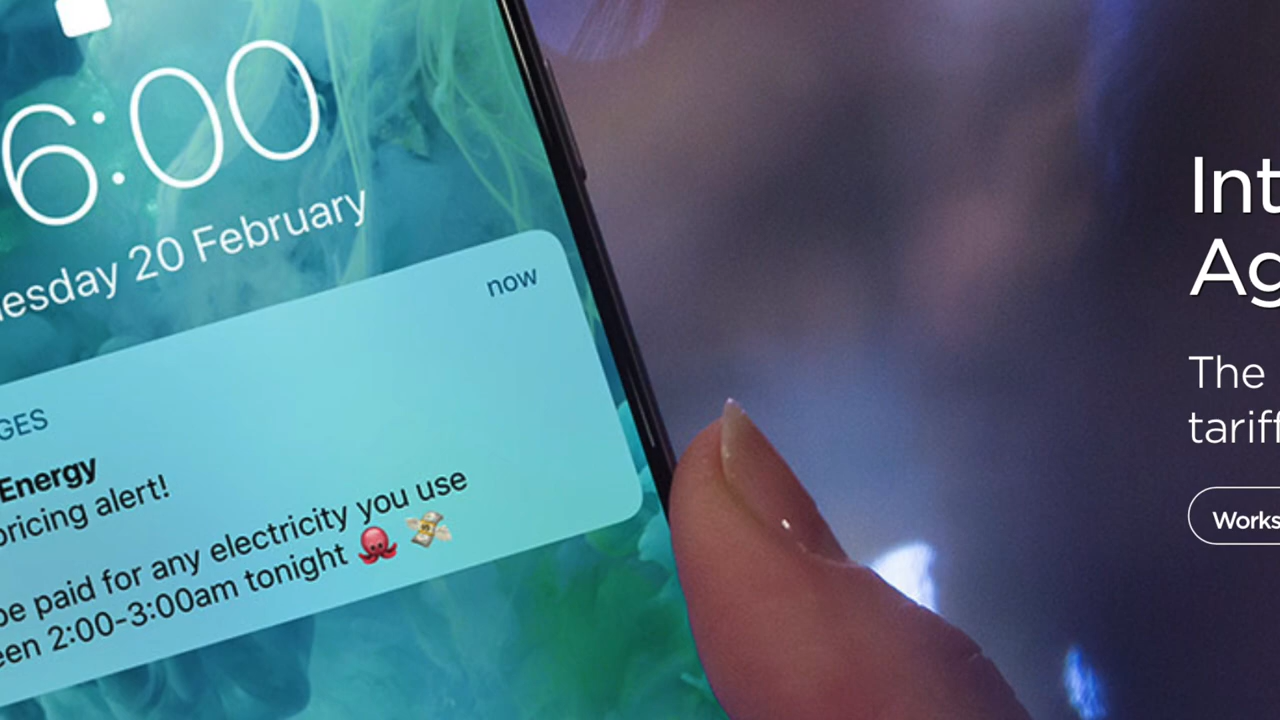 6:00
esday 20 February
now
GES
Energy
pricing alert!
be paid for any electricity you use
een 2:00-3:00am tonight 🐙 💸
Int
Ag
The
tariff
Works